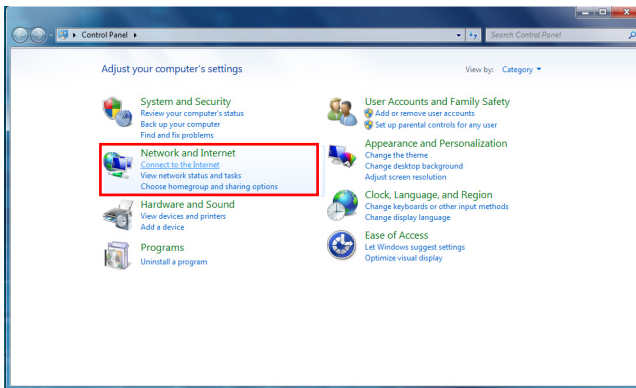 Control Panel
Search Control Panel
Adjust your computer's settings
View by: Category
System and Security
Review your computer's status
Back up your computer
Find and fix problems
Network and Internet
Connect to the Internet
View network status and tasks
Choose homegroup and sharing options
Hardware and Sound
View devices and printers
Add a device
Programs
Uninstall a program
User Accounts and Family Safety
Add or remove user accounts
Set up parental controls for any user
Appearance and Personalization
Change the theme
Change desktop background
Adjust screen resolution
Clock, Language, and Region
Change keyboards or other input methods
Change display language
Ease of Access
Let Windows suggest settings
Optimize visual display